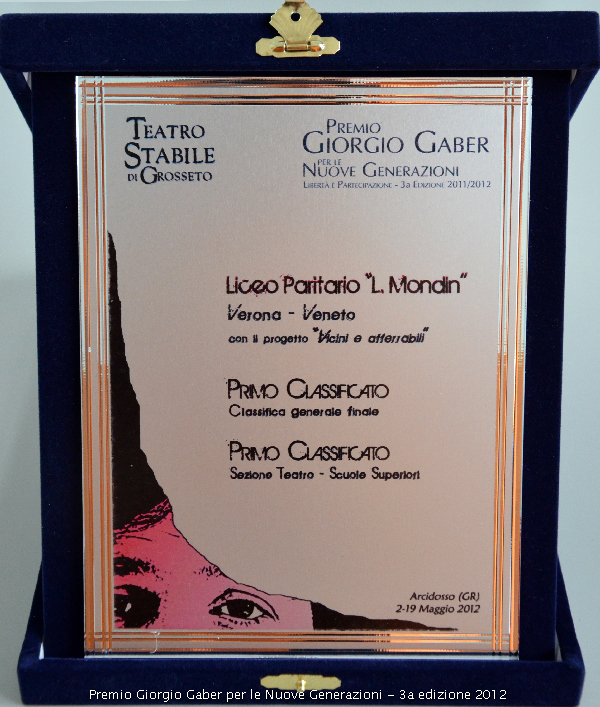 TEATRO
STABILE
DI GROSSETO
PREMIO
GIORGIO GABER
PER LE
NUOVE GENERAZIONI
LIBERTÀ E PARTECIPAZIONE - 3a EDIZIONE 2011/2012
Liceo Paritario "L. Mondin"
Verona - Veneto
con il progetto "Vicini e afferrabili"
PRIMO CLASSIFICATO
Classifica generale finale
PRIMO CLASSIFICATO
Sezione Teatro - Scuole Superiori
Arcidosso (GR)
2-19 Maggio 2012
Premio Giorgio Gaber per le Nuove Generazioni – 3a edizione 2012